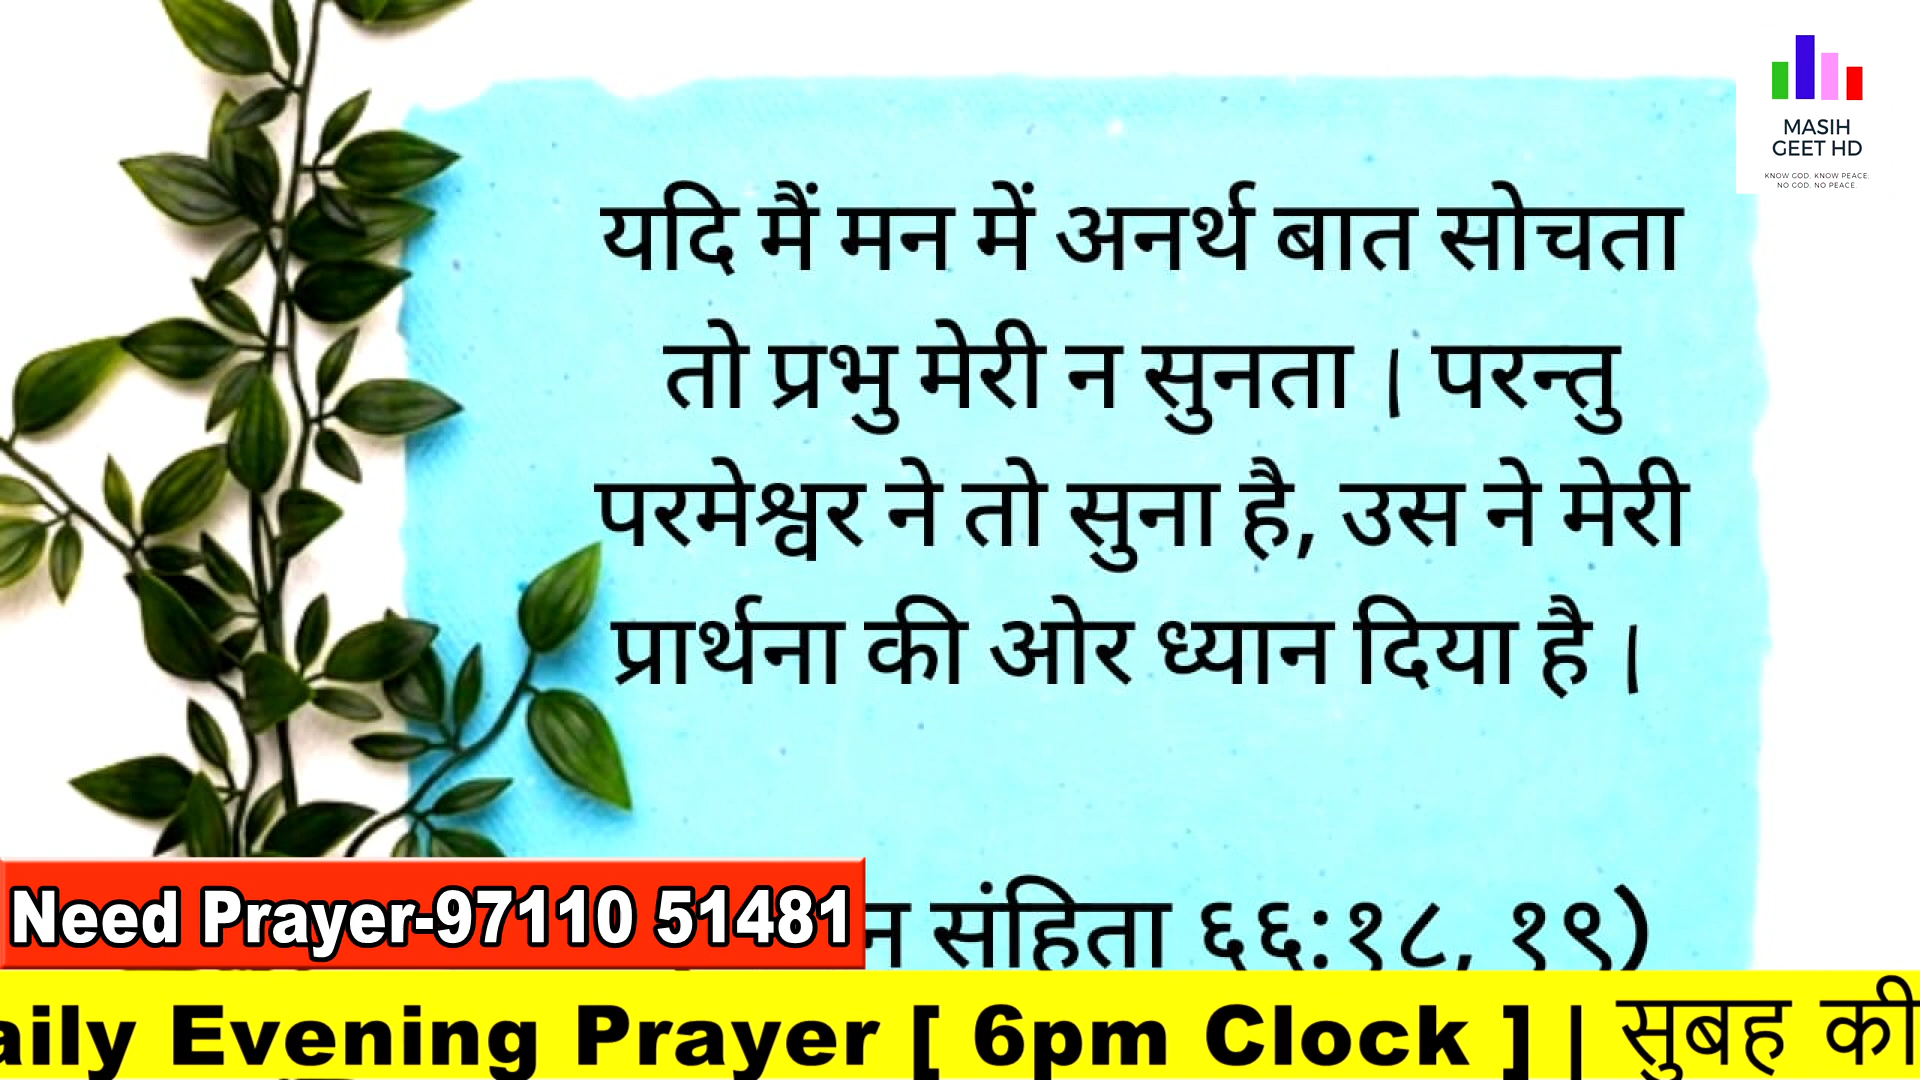 MASIH
GEET HD
KNOW GOD. KNOW PEACE.
NO GOD. NO PEACE.
यदि मैं मन में अनर्थ बात सोचता
तो प्रभु मेरी न सुनता । परन्तु
परमेश्वर ने तो सुना है, उस ने मेरी
प्रार्थना की ओर ध्यान दिया है ।
न संहिता ६६:१८, १९)
Need Prayer-97110 51481
aily Evening Prayer [ 6pm Clock ] | सुबह की